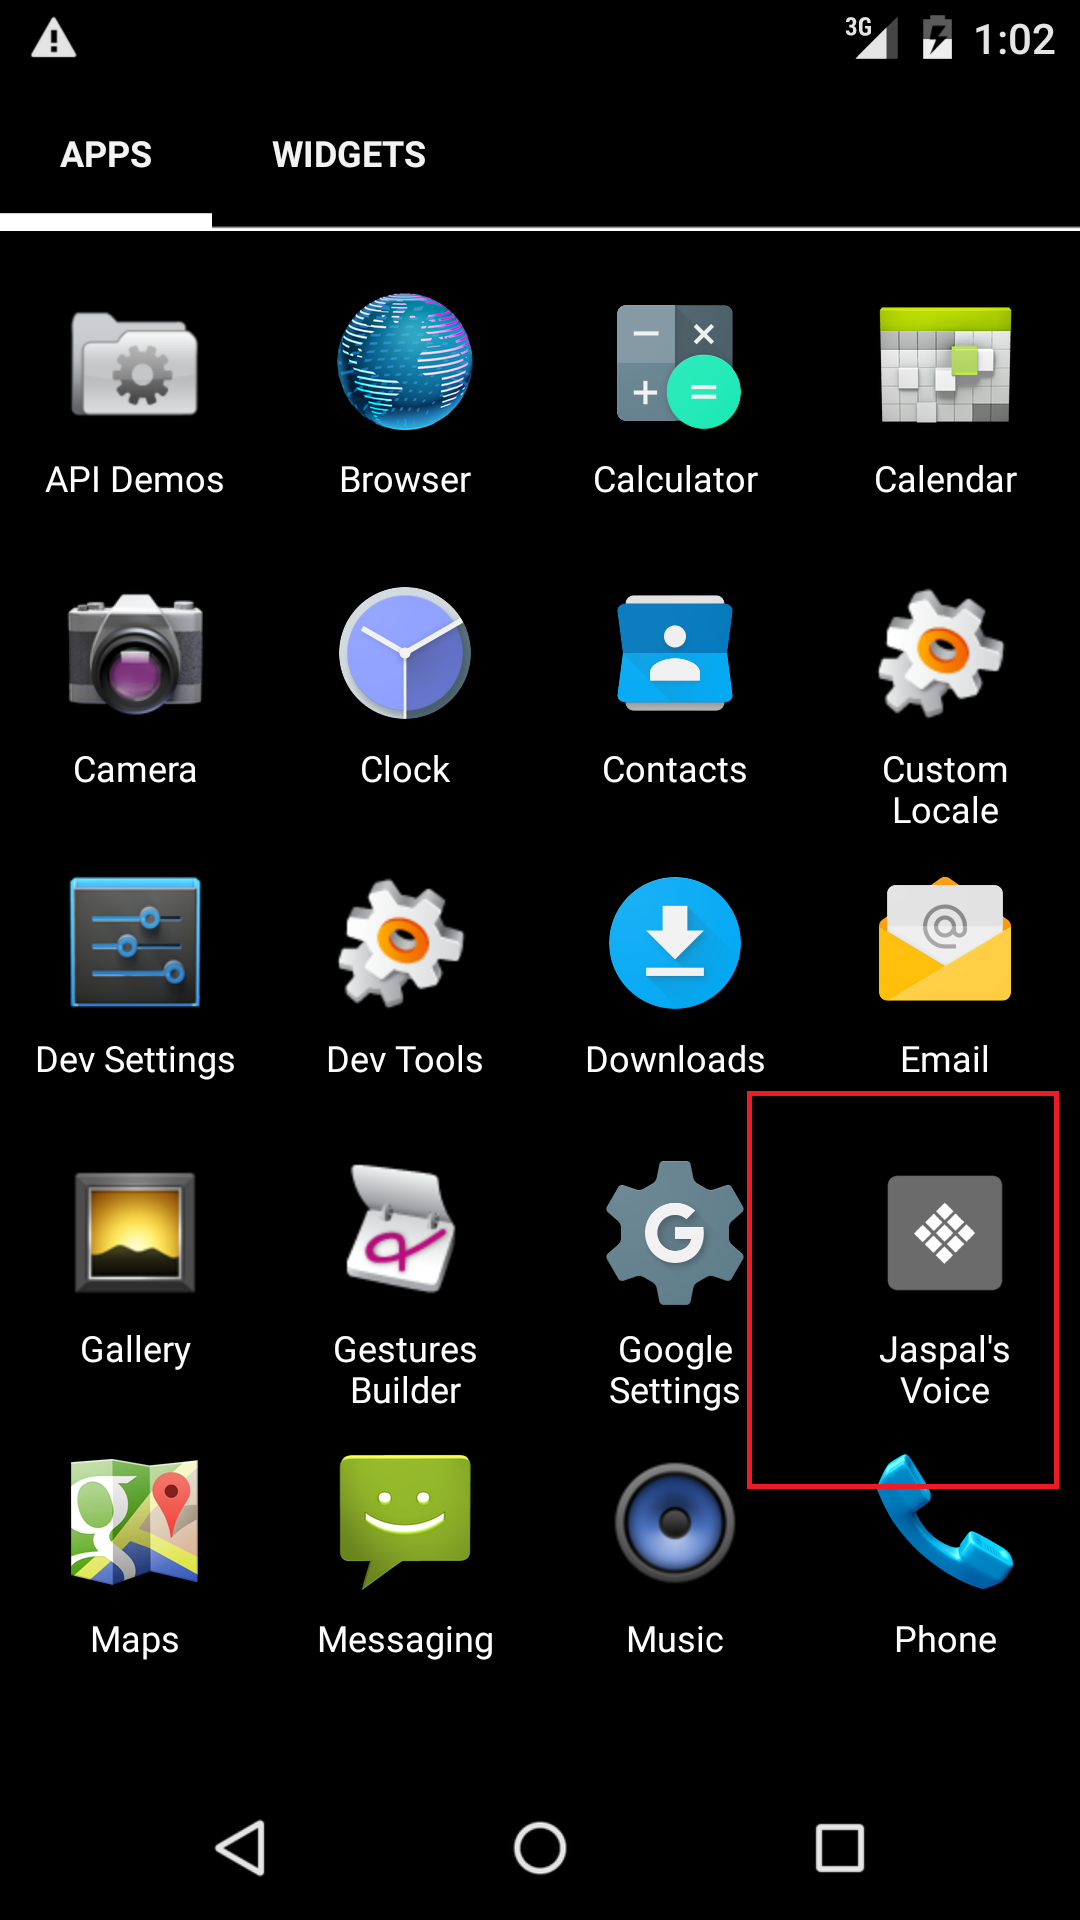 3G 1:02
APPS WIDGETS
API Demos Browser Calculator Calendar
Camera Clock Contacts Custom
Locale
Dev Settings Dev Tools Downloads Email
Gallery Gestures Google Jaspal's
Builder Settings Voice
Maps Messaging Music Phone